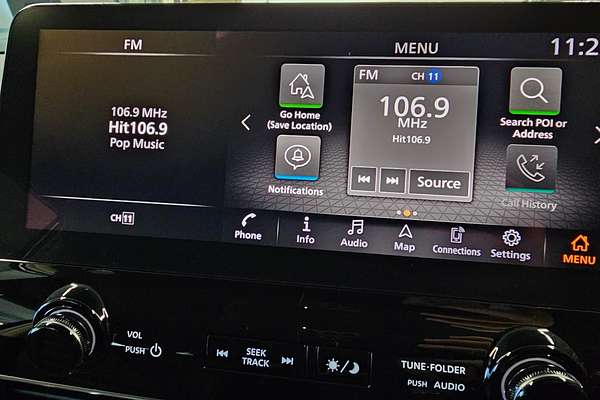 FM
106.9 MHz
Hit106.9
Pop Music
CH 11
MENU
11:2
Go Home
(Save Location)
Notifications
FM CH 11
106.9
MHz
Hit106.9
Source
Search POI or
Address
Call History
Phone
Info
Audio
Map
Connections
Settings
MENU
VOL
PUSH
SEEK
TRACK
TUNE·FOLDER
PUSH AUDIO